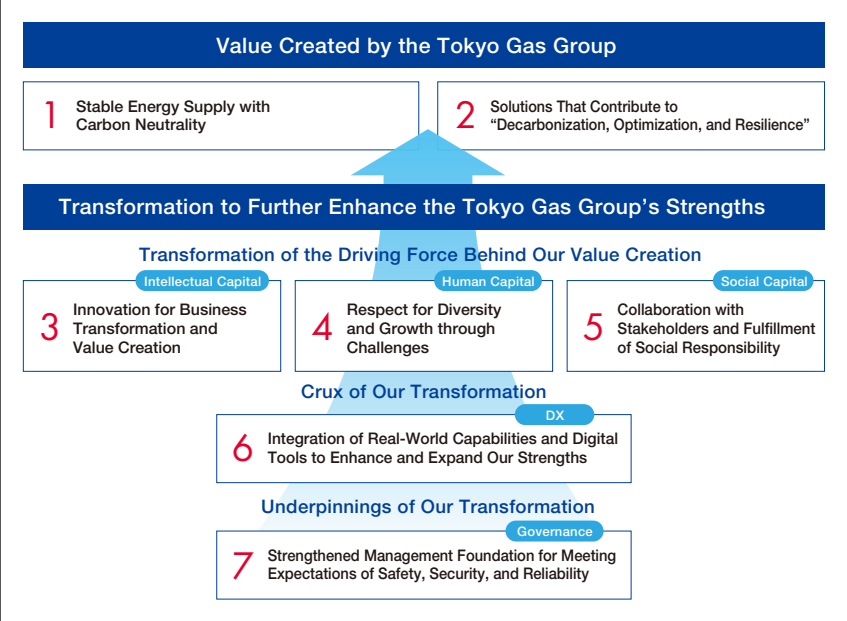 Value Created by the Tokyo Gas Group
1
Stable Energy Supply with
Carbon Neutrality
2
Solutions That Contribute to
“Decarbonization, Optimization, and Resilience”
Transformation to Further Enhance the Tokyo Gas Group’s Strengths
Transformation of the Driving Force Behind Our Value Creation
Intellectual Capital
3
Innovation for Business
Transformation and
Value Creation
Human Capital
4
Respect for Diversity
and Growth through
Challenges
Social Capital
5
Collaboration with
Stakeholders and Fulfillment
of Social Responsibility
Crux of Our Transformation
DX
6
Integration of Real-World Capabilities and Digital
Tools to Enhance and Expand Our Strengths
Underpinnings of Our Transformation
Governance
7
Strengthened Management Foundation for Meeting
Expectations of Safety, Security, and Reliability